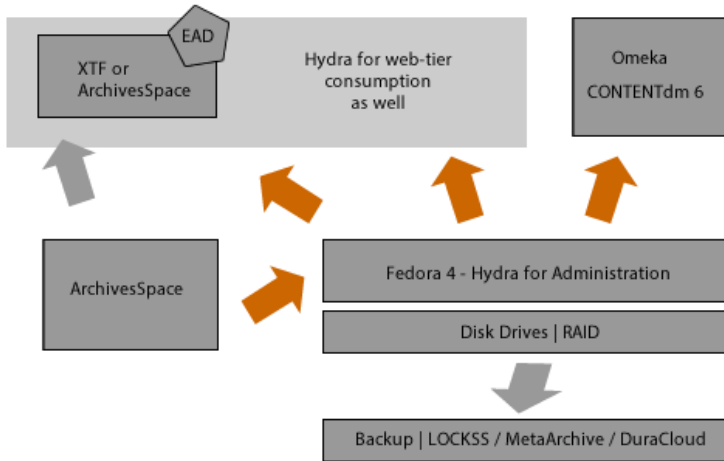 EAD
XTF or
ArchivesSpace
Hydra for web-tier
consumption
as well
Omeka
CONTENTdm 6
ArchivesSpace
Fedora 4 - Hydra for Administration
Disk Drives | RAID
Backup | LOCKSS / MetaArchive / DuraCloud